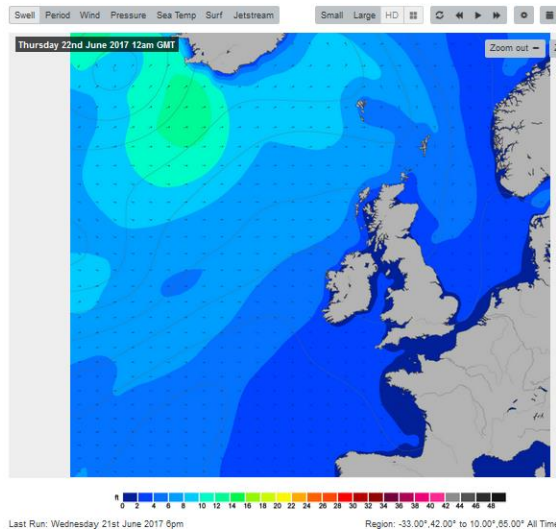 Swell Period Wind Pressure Sea Temp Surf Jetstream Small Large HD
Thursday 22nd June 2017 12am GMT
Zoom out
ft 0 2 4 6 8 10 12 14 16 18 20 22 24 26 28 30 32 34 36 38 40 42 44 46 48
Last Run: Wednesday 21st June 2017 6pm Region: -33.00°,42.00° to 10.00°,65.00° All Time